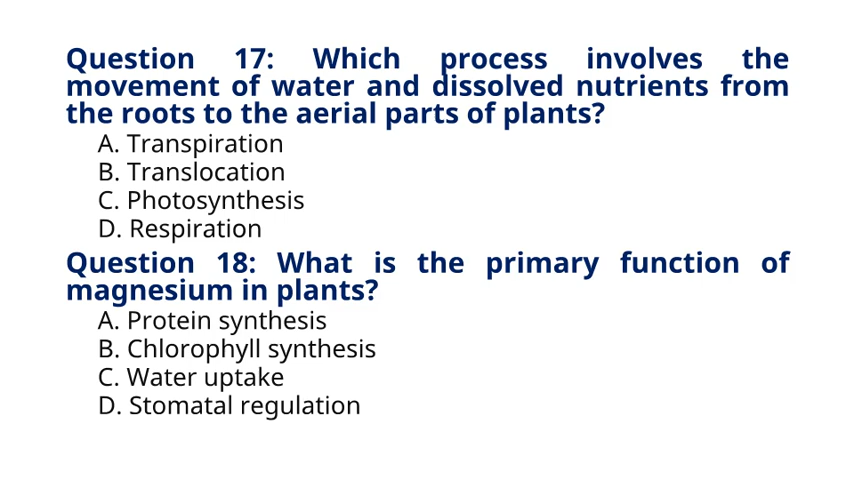 Question 17: Which process involves the
movement of water and dissolved nutrients from
the roots to the aerial parts of plants?
A. Transpiration
B. Translocation
C. Photosynthesis
D. Respiration
Question 18: What is the primary function of
magnesium in plants?
A. Protein synthesis
B. Chlorophyll synthesis
C. Water uptake
D. Stomatal regulation